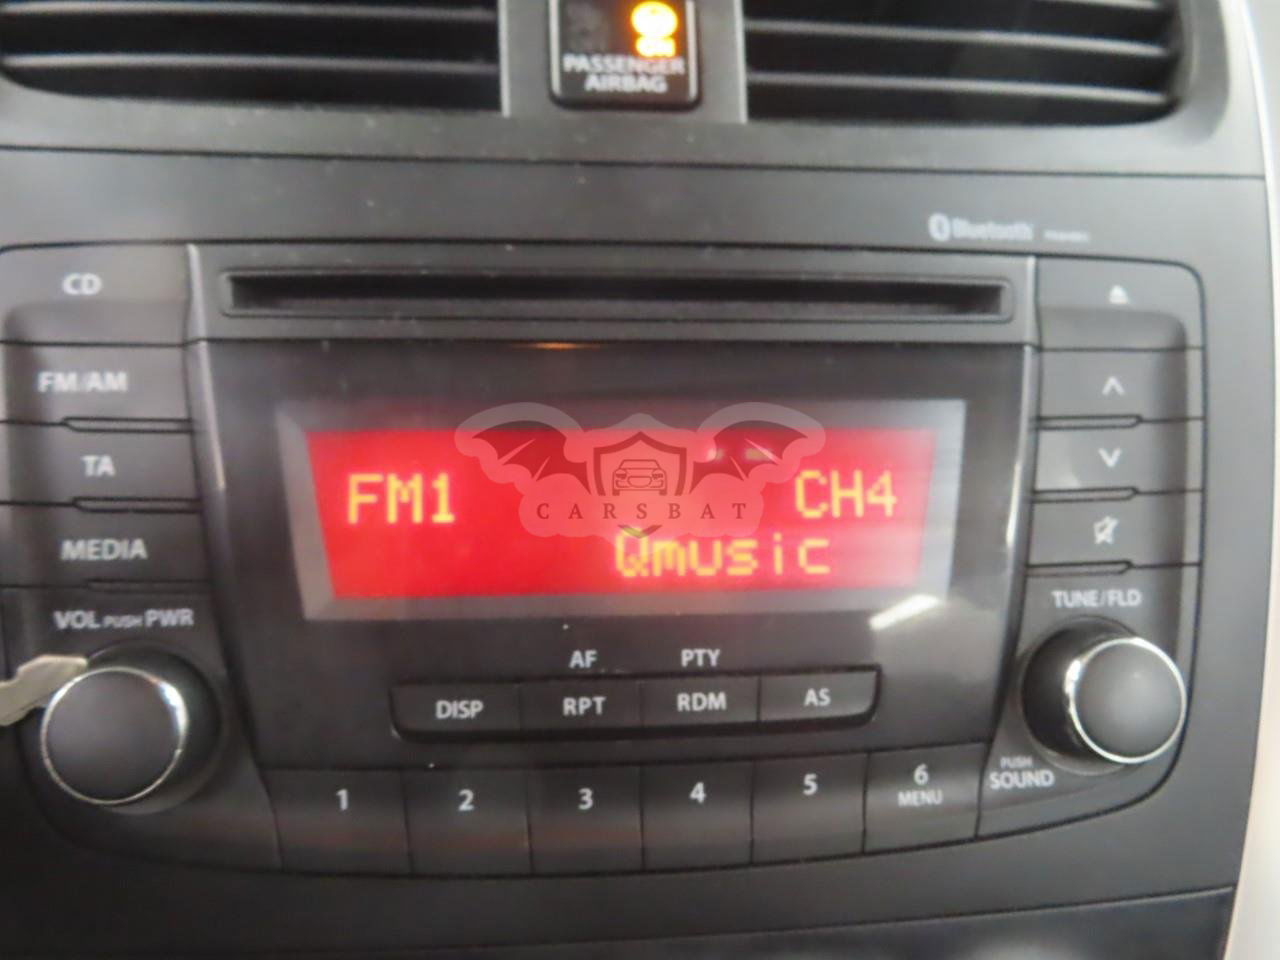 ON
PASSENGER
AIRBAG
Bluetooth
CD
FM/AM
TA
MEDIA
VOL PUSH PWR
FM1
CH4
CARSBAT
Qmusic
TUNE/FLD
AF
PTY
DISP
RPT
RDM
AS
PUSH
SOUND
1
2
3
4
5
6
MENU